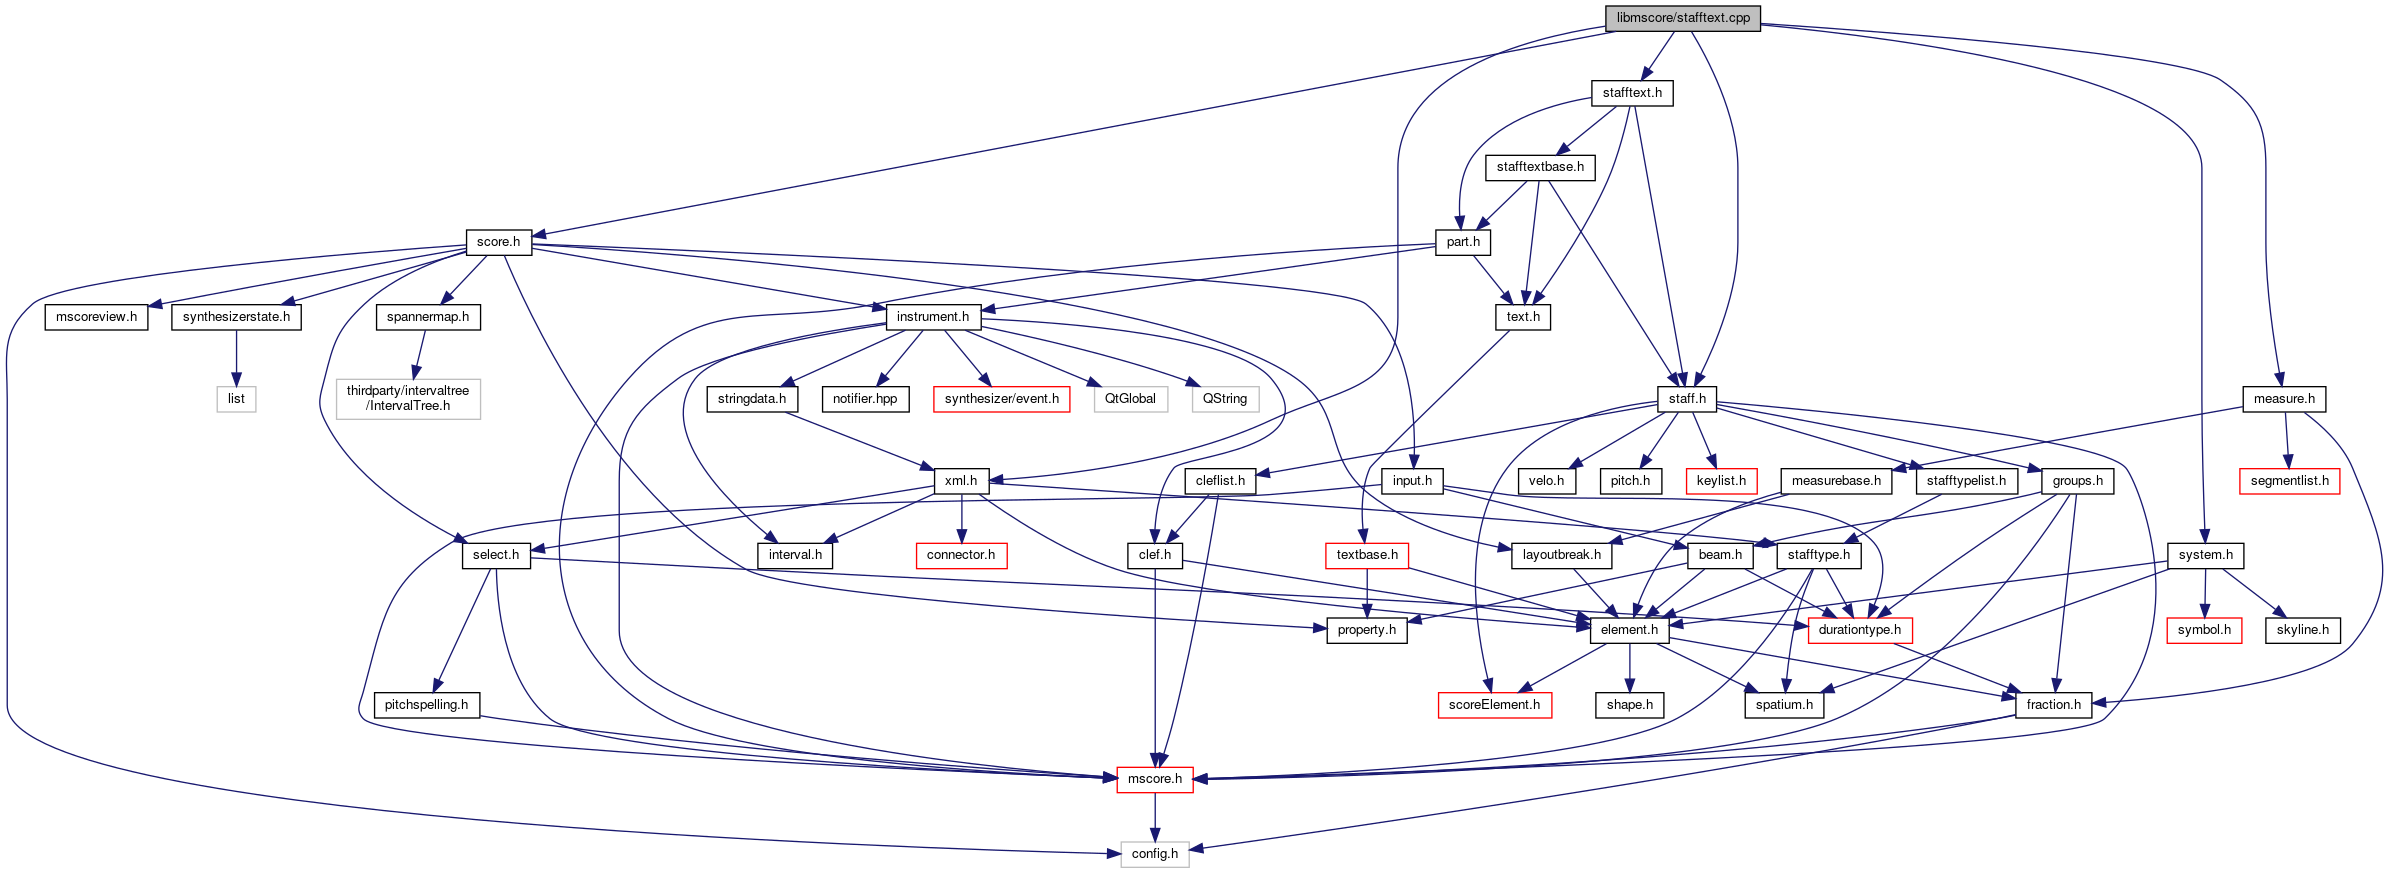 libmscore/stafftext.cpp
stafftext.h
stafftextbase.h
score.h
part.h
mscoreview.h
synthesizerstate.h
spannermap.h
instrument.h
text.h
list
thirdparty/intervaltree
/IntervalTree.h
stringdata.h
notifier.hpp
synthesizer/event.h
QtGlobal
QString
staff.h
measure.h
xml.h
cleflist.h
input.h
velo.h
pitch.h
keylist.h
measurebase.h
stafftypelist.h
groups.h
segmentlist.h
select.h
interval.h
connector.h
clef.h
textbase.h
layoutbreak.h
beam.h
stafftype.h
system.h
property.h
element.h
durationtype.h
symbol.h
skyline.h
pitchspelling.h
scoreElement.h
shape.h
spatium.h
fraction.h
mscore.h
config.h